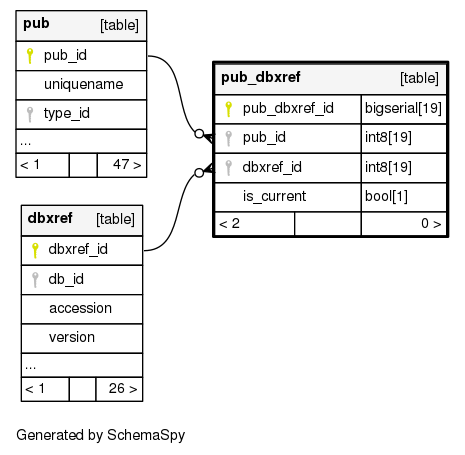 pub [table]
pub_id
uniquename
type_id
...
< 1 47 >
pub_dbxref [table]
pub_dbxref_id bigserial[19]
pub_id int8[19]
dbxref_id int8[19]
is_current bool[1]
< 2 0 >
dbxref [table]
dbxref_id
db_id
accession
version
...
< 1 26 >
Generated by SchemaSpy